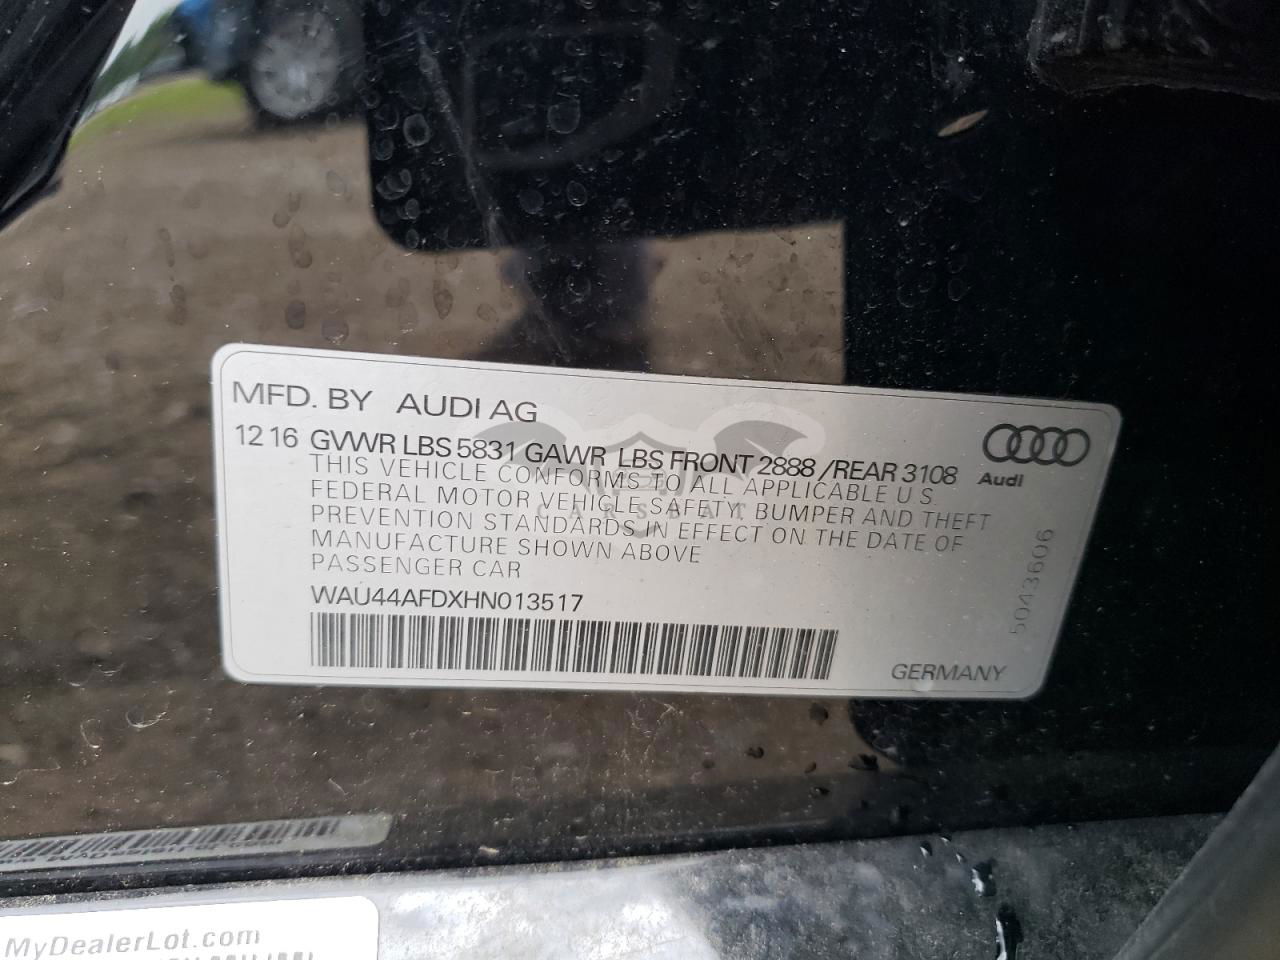 MFD. BY AUDI AG
12 16 GVWR LBS 5831 GAWR LBS FRONT 2888 /REAR 3108
THIS VEHICLE CONFORMS TO ALL APPLICABLE U S
FEDERAL MOTOR VEHICLE SAFETY, BUMPER AND THEFT
PREVENTION STANDARDS IN EFFECT ON THE DATE OF
MANUFACTURE SHOWN ABOVE
PASSENGER CAR
WAU44AFDXHN013517
Audi
5043606
GERMANY
CARSBAT
MyDealerLot.com